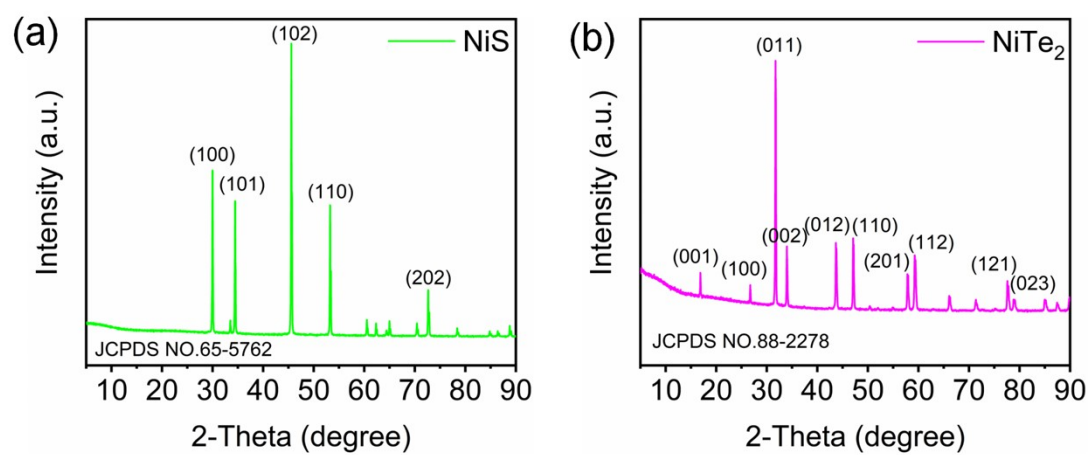 (a)
NiS
(102)
(100)
(101)
(110)
(202)
JCPDS NO.65-5762
Intensity (a.u.)
10 20 30 40 50 60 70 80 90
2-Theta (degree)
(b)
NiTe₂
(011)
(001)
(100)
(002)
(012)
(110)
(201)
(112)
(121)
(023)
JCPDS NO.88-2278
Intensity (a.u.)
10 20 30 40 50 60 70 80 90
2-Theta (degree)